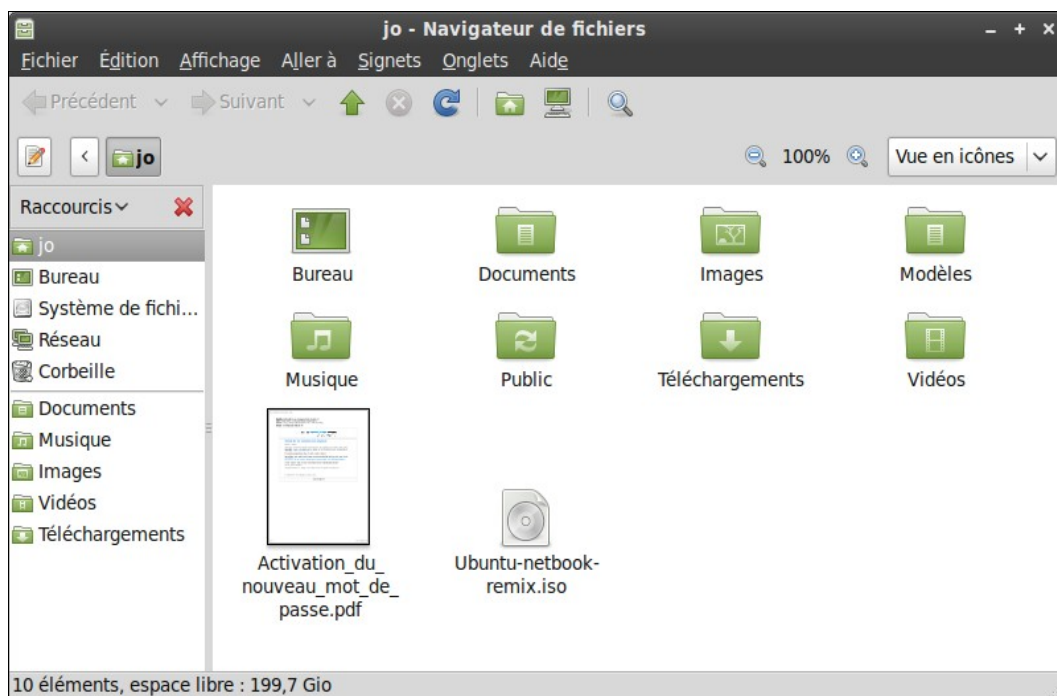 jo - Navigateur de fichiers
Fichier Édition Affichage Aller à Signets Onglets Aide
Précédent Suivant
jo 100% Vue en icônes
Raccourcis
jo
Bureau
Système de fichi...
Réseau
Corbeille
Documents
Musique
Images
Vidéos
Téléchargements
Bureau Documents Images Modèles
Musique Public Téléchargements Vidéos
Activation_du_
nouveau_mot_de_
passe.pdf
Ubuntu-netbook-
remix.iso
10 éléments, espace libre : 199,7 Gio